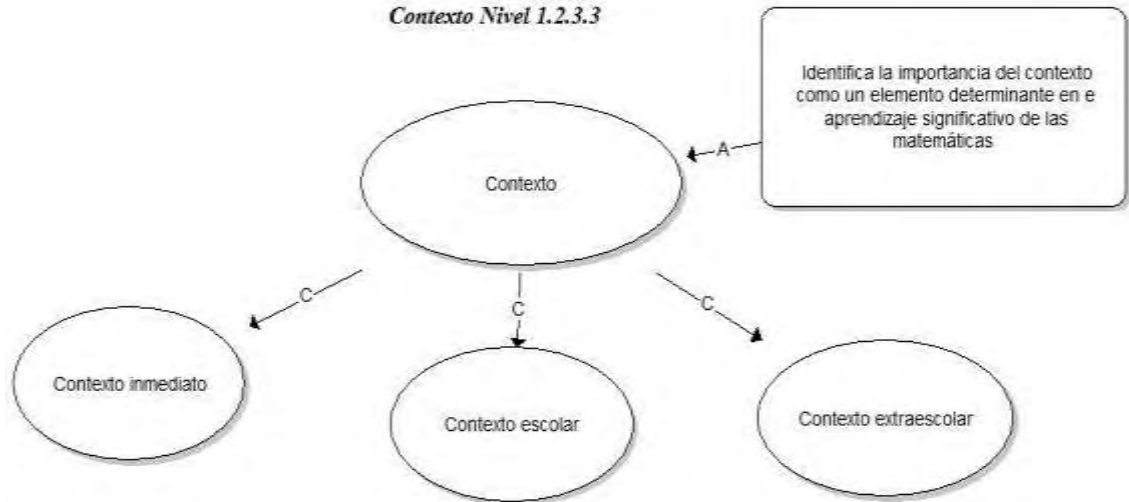 Contexto Nivel 1.2.3.3
Identifica la importancia del contexto
como un elemento determinante en e
aprendizaje significativo de las
matemáticas
A
Contexto
C
C
C
Contexto inmediato
Contexto escolar
Contexto extraescolar